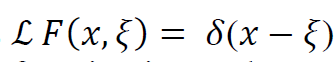 ℒ F(x, ξ) = δ(x − ξ)